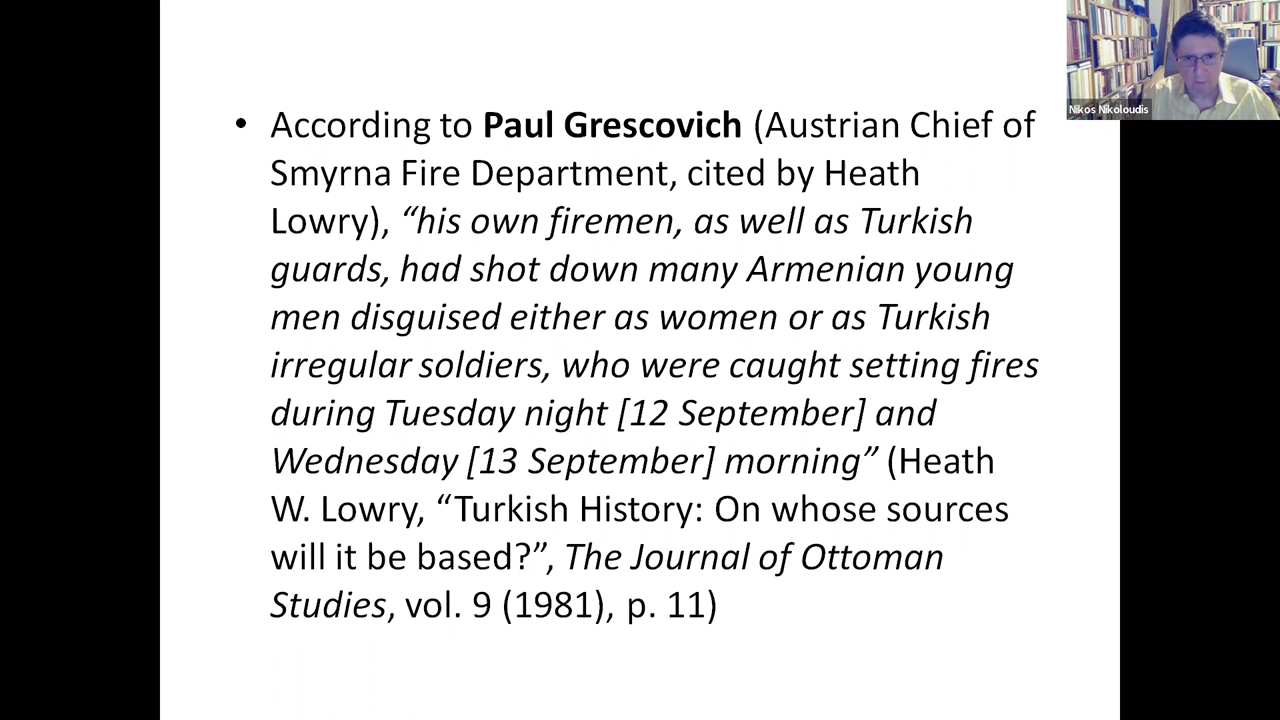 • According to Paul Grescovich (Austrian Chief of
Smyrna Fire Department, cited by Heath
Lowry), “his own firemen, as well as Turkish
guards, had shot down many Armenian young
men disguised either as women or as Turkish
irregular soldiers, who were caught setting fires
during Tuesday night [12 September] and
Wednesday [13 September] morning” (Heath
W. Lowry, “Turkish History: On whose sources
will it be based?”, The Journal of Ottoman
Studies, vol. 9 (1981), p. 11)
Nikos Nikoloudis